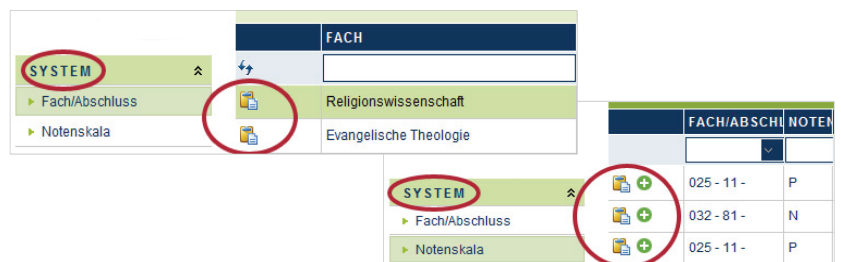 FACH
SYSTEM
Fach/Abschluss
Religionswissenschaft
Notenskala
Evangelische Theologie
FACH/ABSCHL NOTEN
SYSTEM
025 - 11 - P
Fach/Abschluss
032 - 81 - N
Notenskala
025 - 11 - P